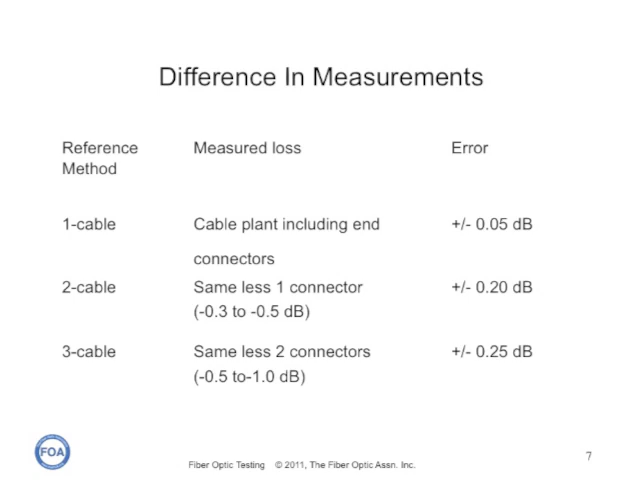 Difference In Measurements
Reference Measured loss Error
Method
1-cable Cable plant including end +/- 0.05 dB
connectors
2-cable Same less 1 connector +/- 0.20 dB
(-0.3 to -0.5 dB)
3-cable Same less 2 connectors +/- 0.25 dB
(-0.5 to-1.0 dB)
FOA
Fiber Optic Testing © 2011, The Fiber Optic Assn. Inc.
7